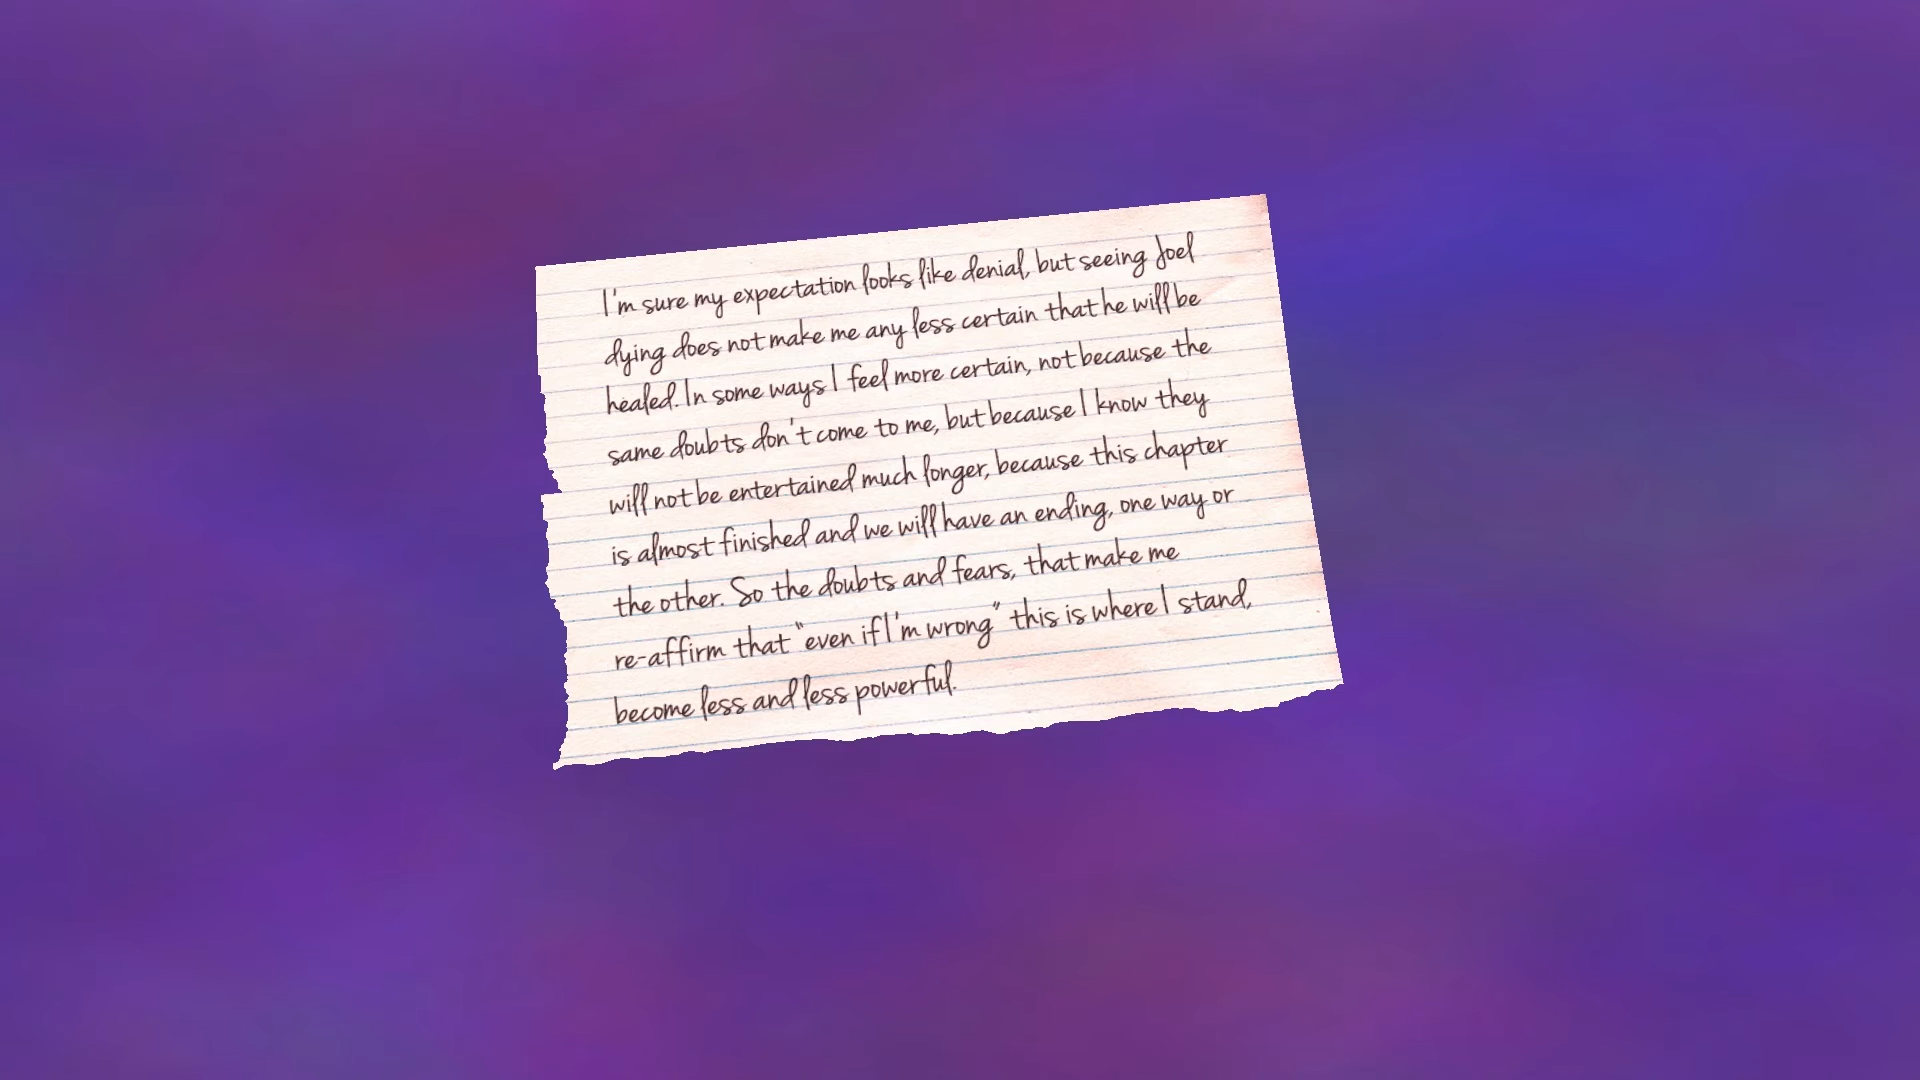 I'm sure my expectation looks like denial, but seeing Joel
dying does not make me any less certain that he will be
healed. In some ways I feel more certain, not because the
same doubts don't come to me, but because I know they
will not be entertained much longer, because this chapter
is almost finished and we will have an ending, one way or
the other. So the doubts and fears, that make me
re-affirm that "even if I'm wrong" this is where I stand,
become less and less powerful.